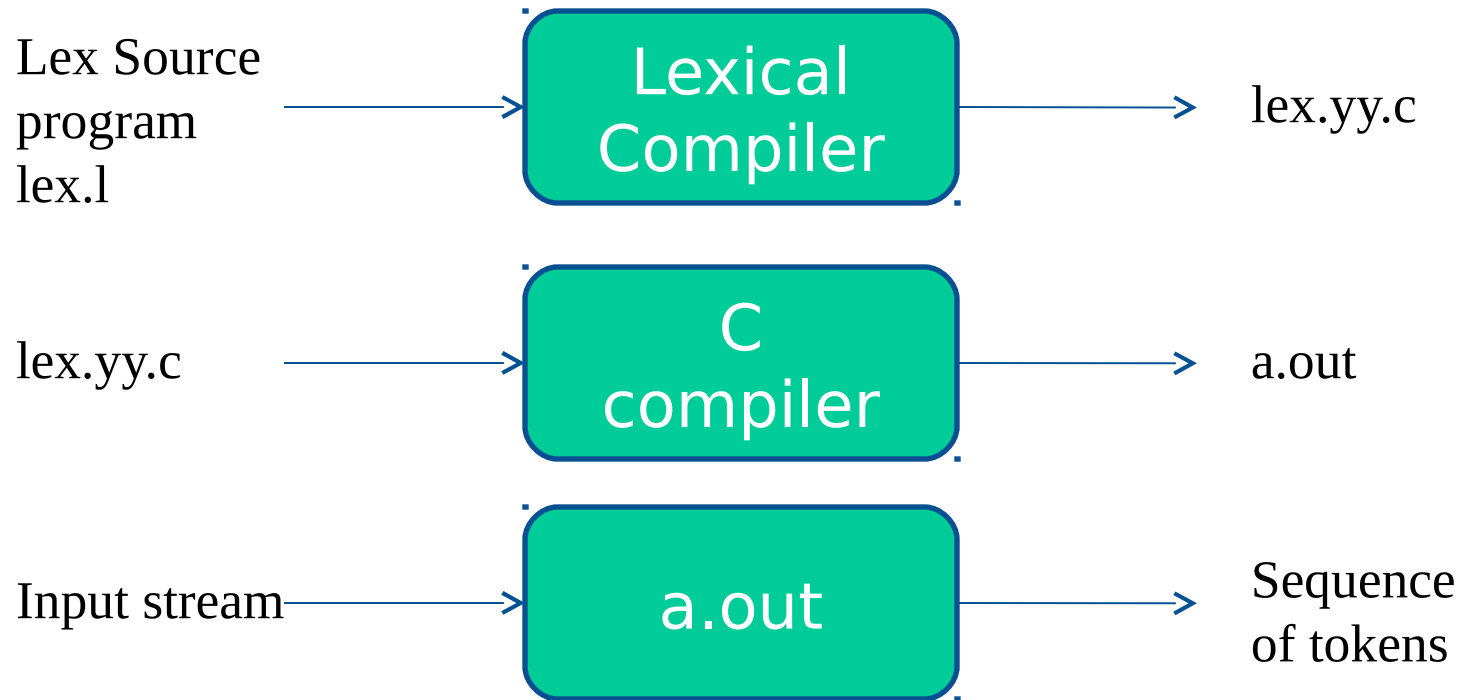 Lex Source
program
lex.l
Lexical
Compiler
lex.yy.c
lex.yy.c
C
compiler
a.out
Input stream
a.out
Sequence
of tokens